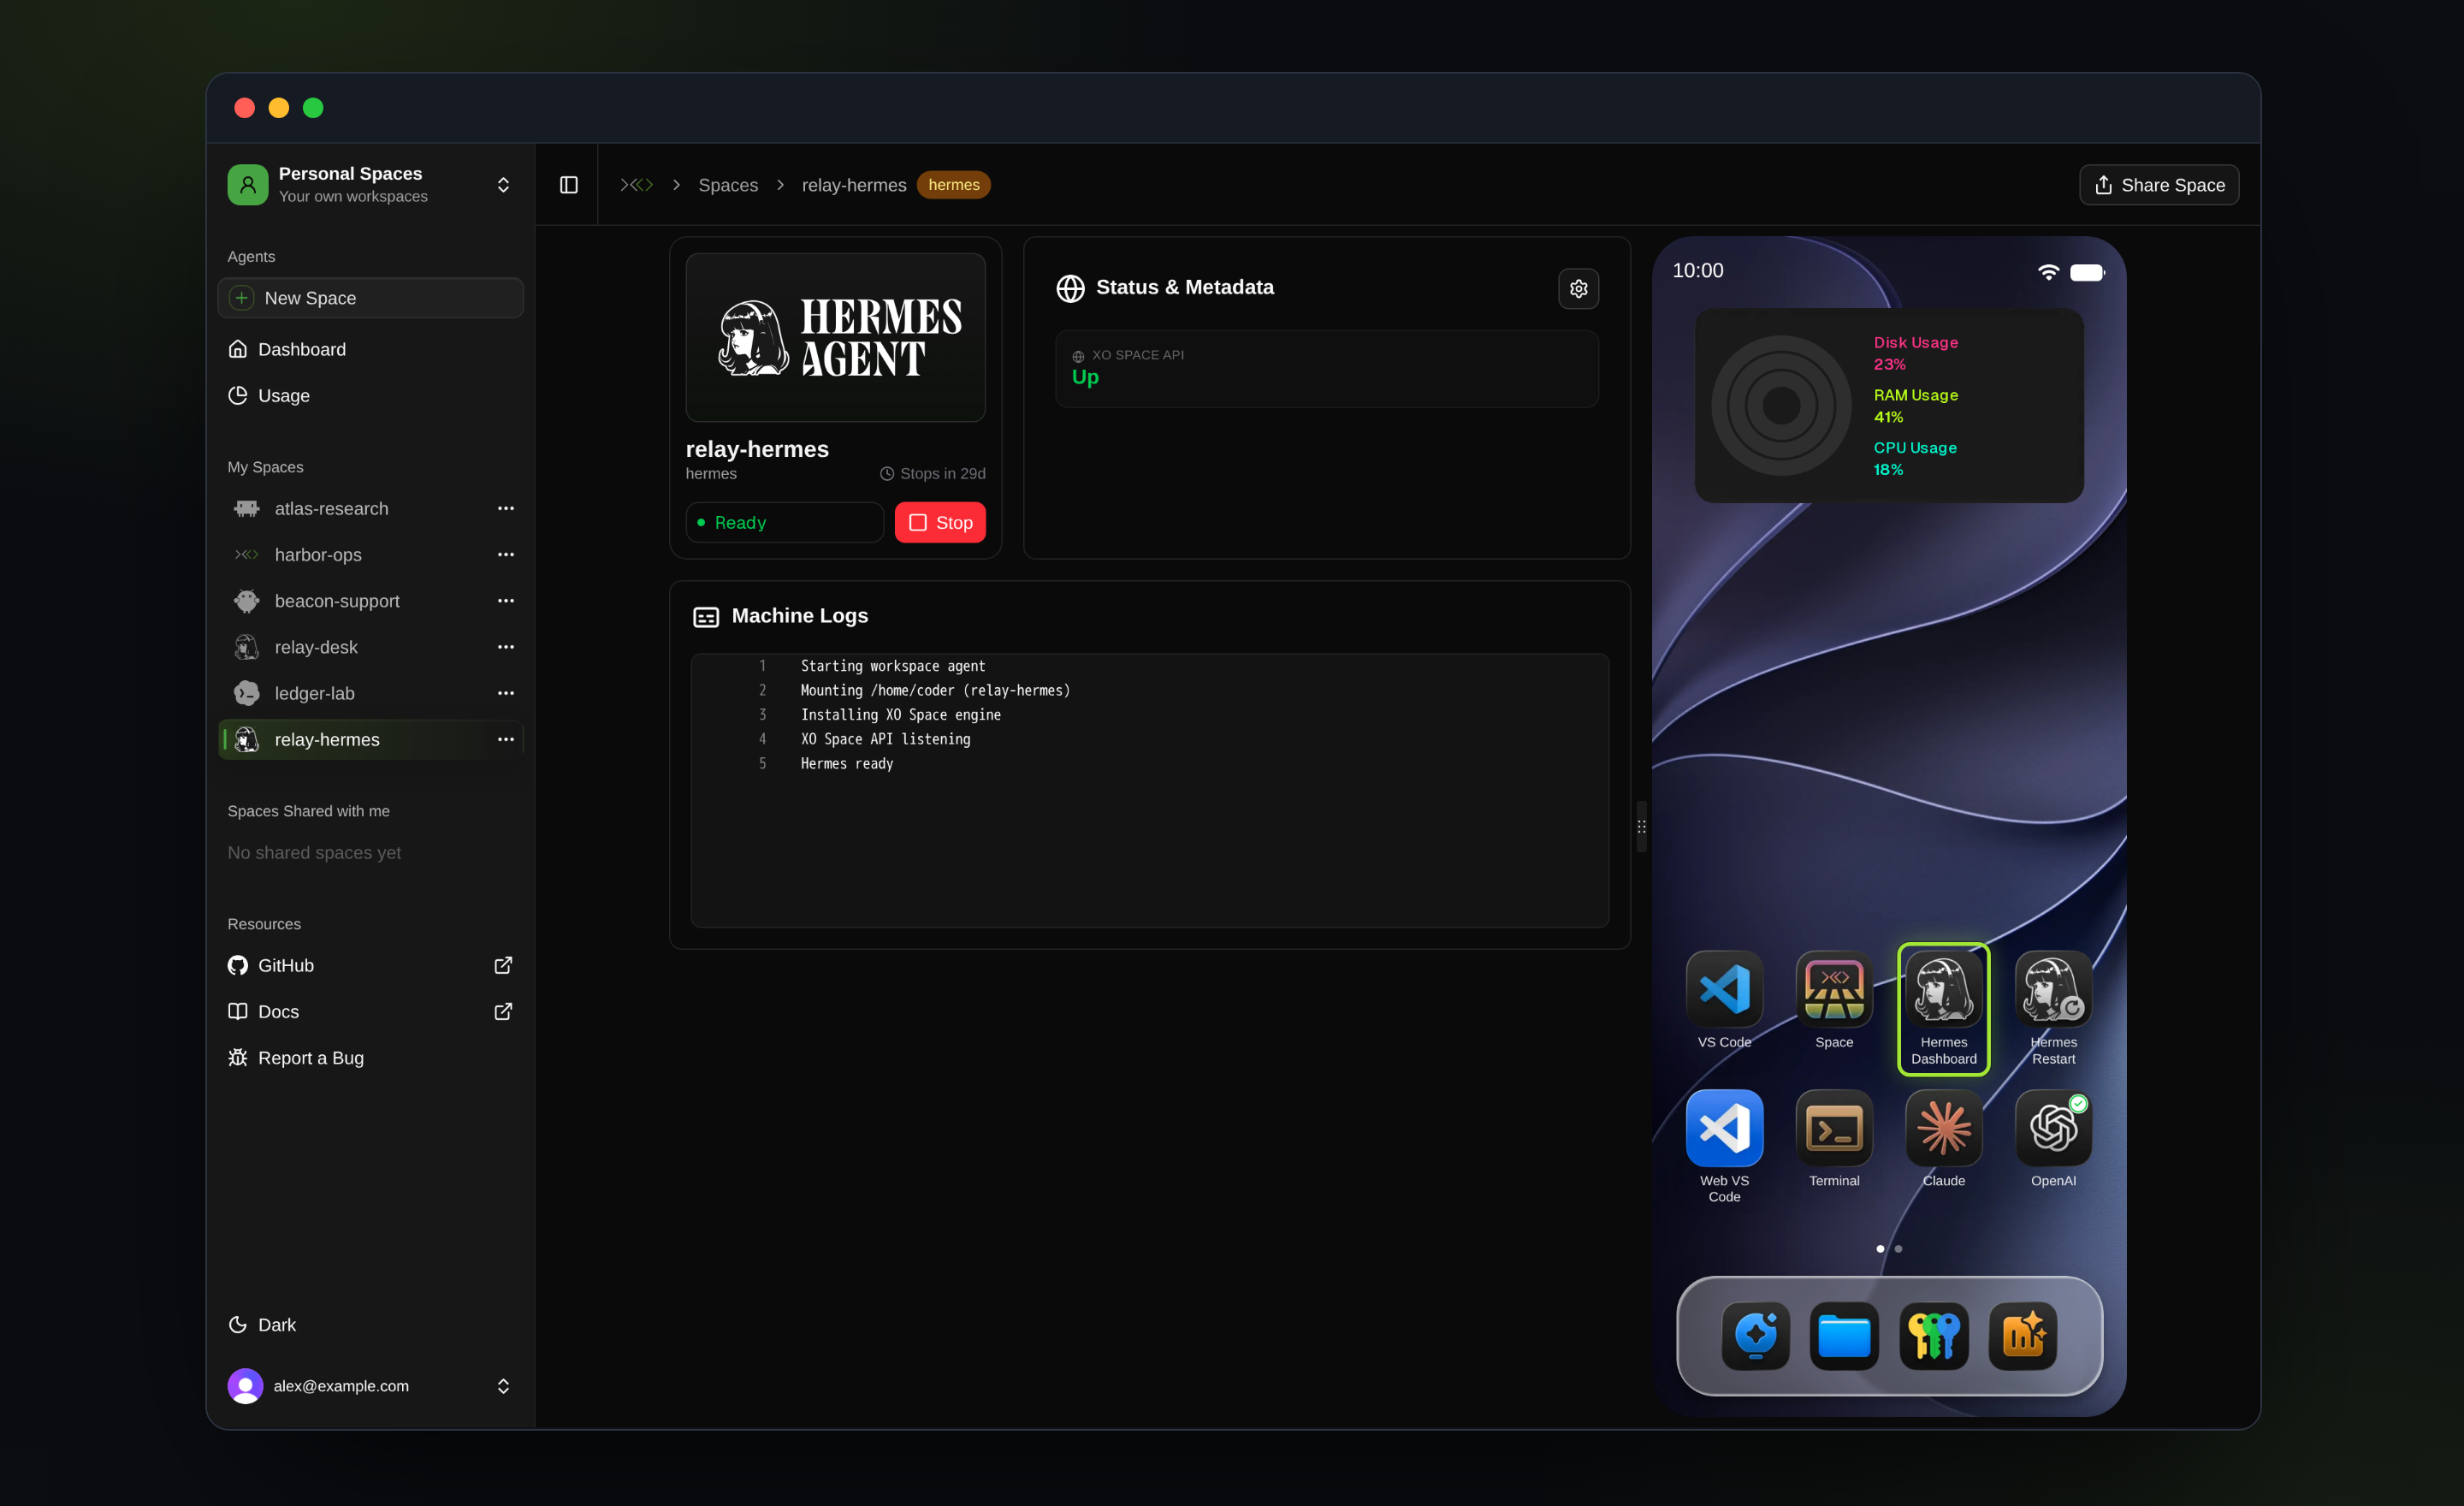 Personal Spaces
Your own workspaces
Agents
New Space
Dashboard
Usage
My Spaces
atlas-research
harbor-ops
beacon-support
relay-desk
ledger-lab
relay-hermes
Spaces Shared with me
No shared spaces yet
Resources
GitHub
Docs
Report a Bug
Dark
alex@example.com
Spaces
relay-hermes
hermes
Share Space
HERMES
AGENT
relay-hermes
hermes
Stops in 29d
Ready
Stop
Status & Metadata
XO SPACE API
Up
Machine Logs
1 Starting workspace agent
2 Mounting /home/coder (relay-hermes)
3 Installing XO Space engine
4 XO Space API listening
5 Hermes ready
10:00
Disk Usage
23%
RAM Usage
41%
CPU Usage
18%
VS Code
Space
Hermes
Dashboard
Hermes
Restart
Web VS
Code
Terminal
Claude
OpenAI